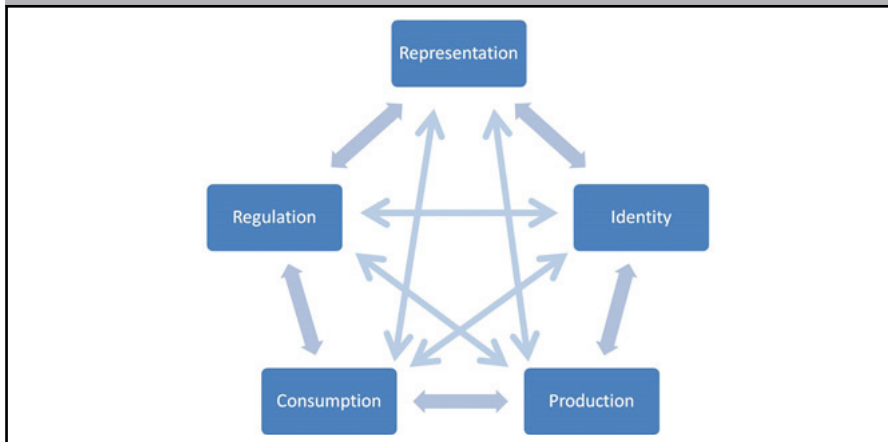 Representation
Regulation
Identity
Consumption
Production